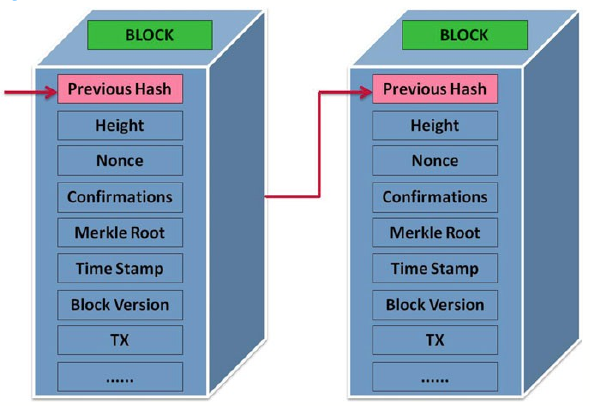 BLOCK
Previous Hash
Height
Nonce
Confirmations
Merkle Root
Time Stamp
Block Version
TX
......
BLOCK
Previous Hash
Height
Nonce
Confirmations
Merkle Root
Time Stamp
Block Version
TX
......